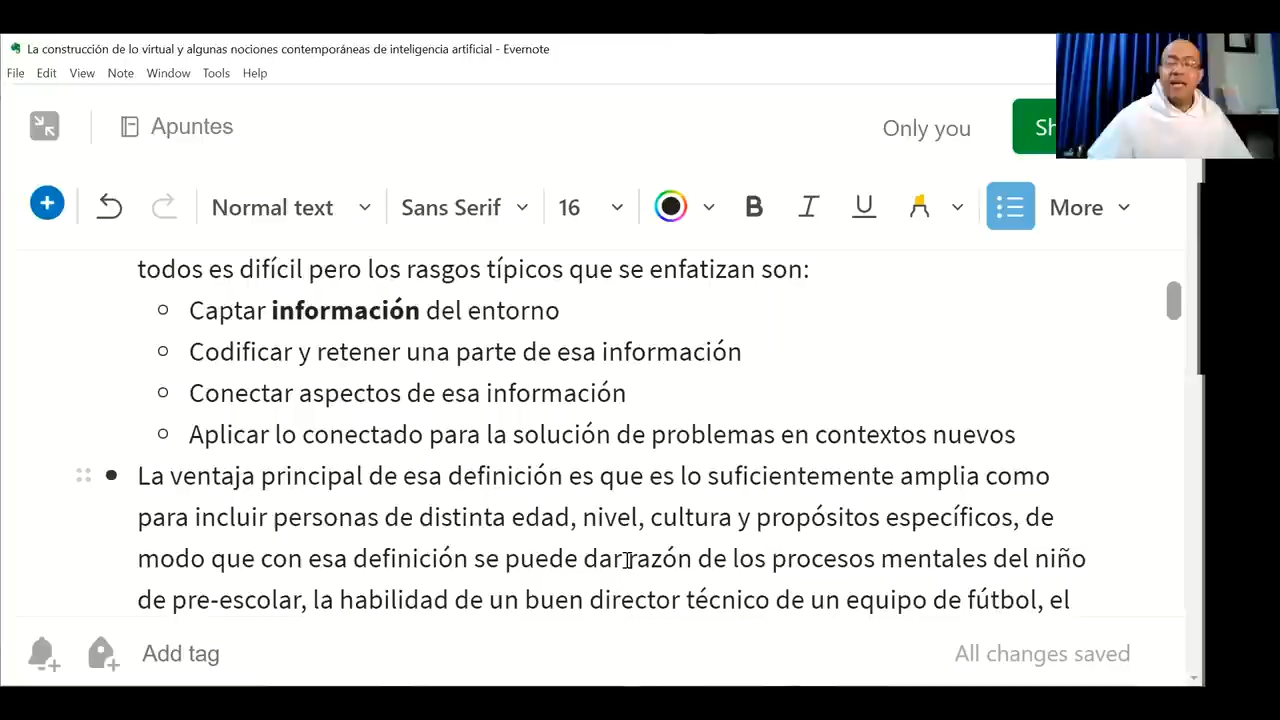 La construcción de lo virtual y algunas nociones contemporáneas de inteligencia artificial - Evernote
File Edit View Note Window Tools Help
Apuntes
Only you
Sh
Normal text
Sans Serif
16
B I U
More
todos es difícil pero los rasgos típicos que se enfatizan son:
Captar información del entorno
Codificar y retener una parte de esa información
Conectar aspectos de esa información
Aplicar lo conectado para la solución de problemas en contextos nuevos
La ventaja principal de esa definición es que es lo suficientemente amplia como
para incluir personas de distinta edad, nivel, cultura y propósitos específicos, de
modo que con esa definición se puede dar razón de los procesos mentales del niño
de pre-escolar, la habilidad de un buen director técnico de un equipo de fútbol, el
Add tag
All changes saved